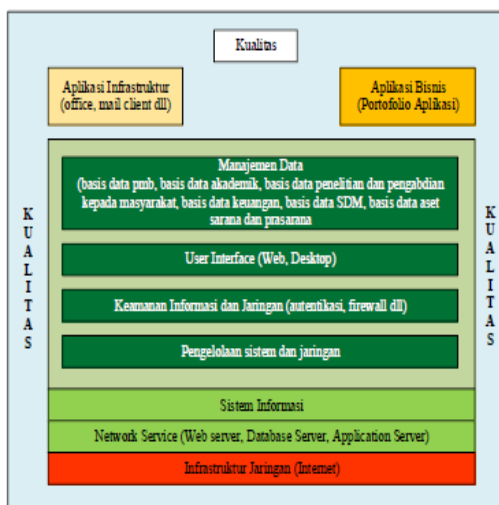 Kualitas
Aplikasi Infrastruktur
(office, mail client dll)
Aplikasi Bisnis
(Portofolio Aplikasi)
Manajemen Data
(basis data pmb, basis data akademik, basis data penelitian dan pengabdian
kepada masyarakat, basis data keuangan, basis data SDM, basis data aset
sarana dan prasarana
User Interface (Web, Desktop)
Keamanan Informasi dan Jaringan (autentikasi, firewall dll)
Pengelolaan sistem dan jaringan
KUALITAS
KUALITAS
Sistem Informasi
Network Service (Web server, Database Server, Application Server)
Infrastruktur Jaringan (Internet)